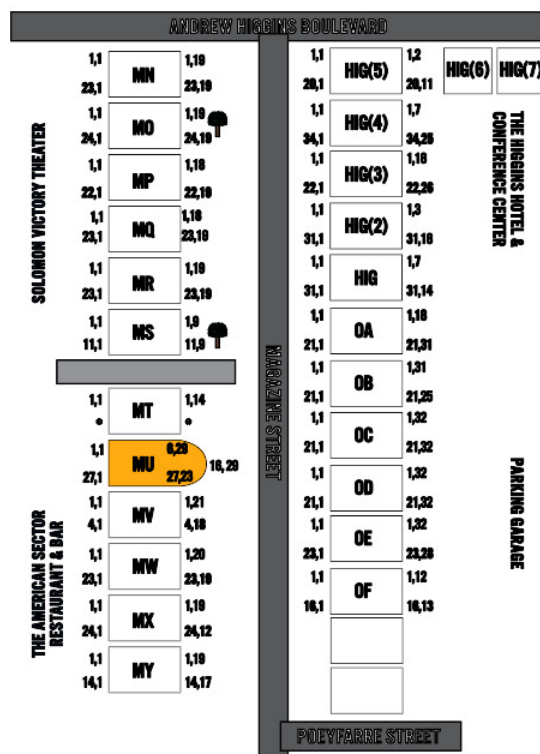 ANDREW HIGGINS BOULEVARD
SOLOMON VICTORY THEATER
1,1 MN 1,19
23,1 23,19
1,1 MO 1,19
24,1 24,19
1,1 MP 1,18
22,1 22,19
1,1 MQ 1,18
23,1 23,19
1,1 MR 1,19
23,1 23,19
1,1 MS 1,9
11,1 11,9
THE AMERICAN SECTOR
RESTAURANT & BAR
1,1 MT 1,14
1,1 MU 6,29
27,1 27,23
16,29
1,1 MV 1,21
4,1 4,18
1,1 MW 1,20
23,1 23,19
1,1 MX 1,19
24,1 24,12
1,1 MY 1,19
14,1 14,17
MAGAZINE STREET
1,1 HIG(5) 1,2
20,11
HIG(6)
HIG(7)
1,1 HIG(4) 1,7
34,1 34,25
1,1 HIG(3) 1,18
22,1 22,26
1,1 HIG(2) 1,3
31,1 31,18
1,1 HIG 1,7
31,1 31,14
1,1 OA 1,18
21,1 21,31
1,1 OB 1,31
21,1 21,25
1,1 OC 1,32
21,1 21,32
1,1 OD 1,32
21,1 21,32
1,1 OE 1,32
23,1 23,28
1,1 OF 1,12
16,1 16,13
THE HIGGINS HOTEL &
CONFERENCE CENTER
PARKING GARAGE
POEYFARRE STREET